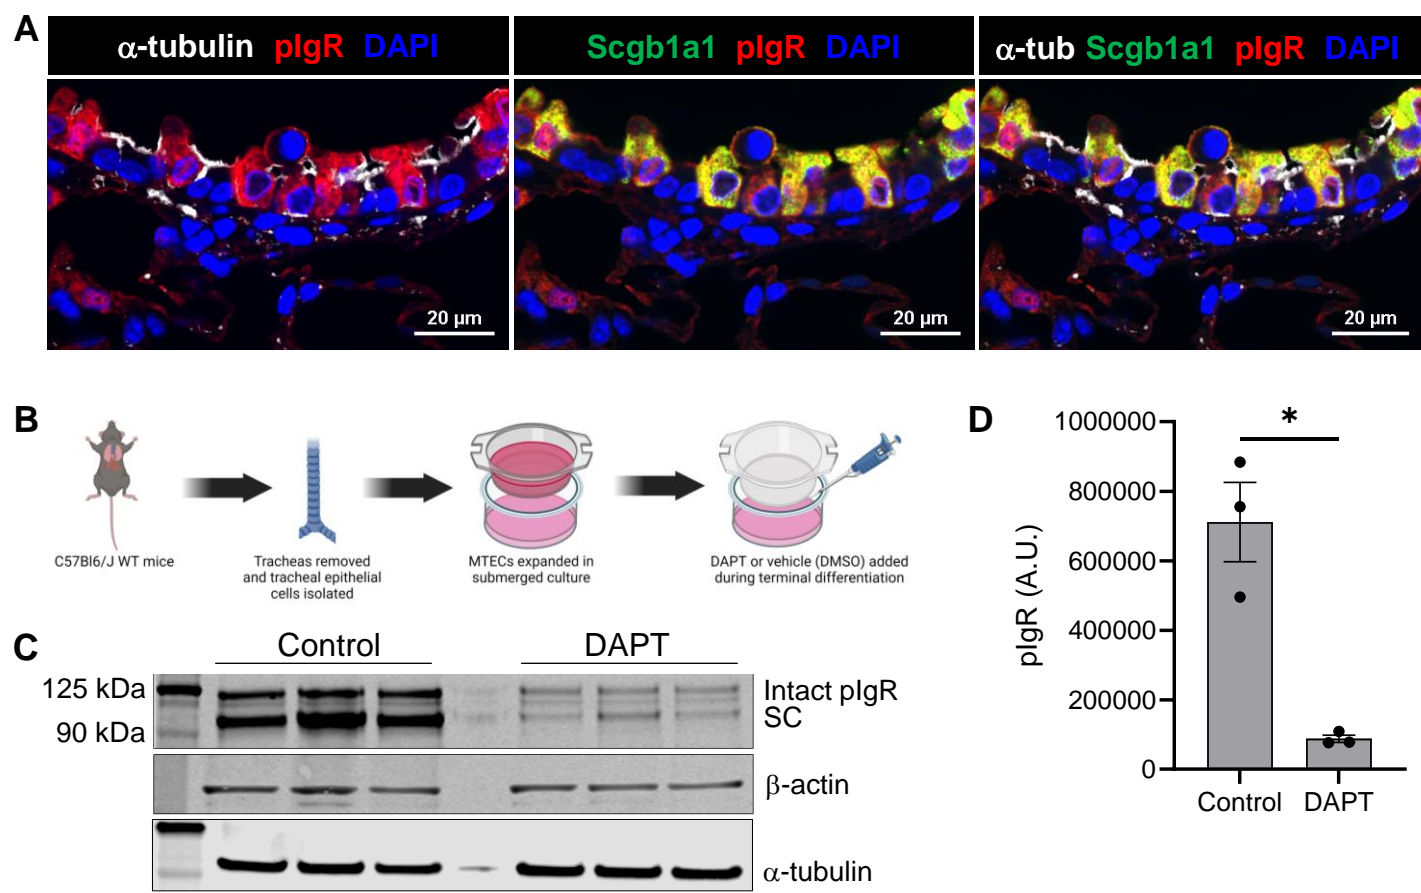 A
α-tubulin pIgR DAPI
Scgb1a1 pIgR DAPI
α-tub Scgb1a1 pIgR DAPI
20 µm
20 µm
20 µm
B
C57Bl6/J WT mice
Tracheas removed
and tracheal epithelial
cells isolated
MTECs expanded in
submerged culture
DAPT or vehicle (DMSO) added
during terminal differentiation
C
Control
DAPT
125 kDa
90 kDa
Intact pIgR
SC
β-actin
α-tubulin
D
pIgR (A.U.)
1000000
800000
600000
400000
200000
0
*
Control
DAPT